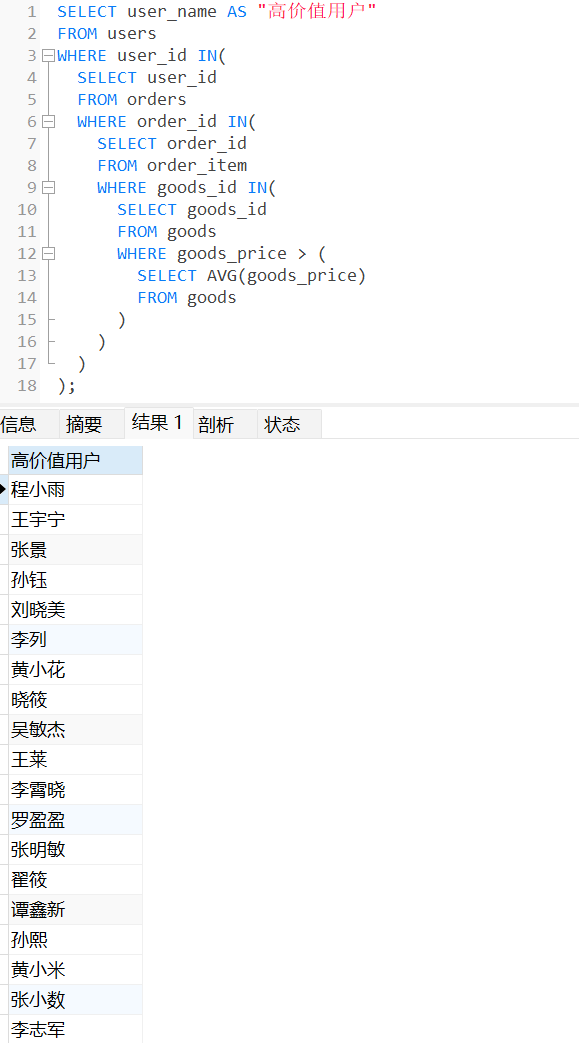 1 SELECT user_name AS "高价值用户"
2 FROM users
3 WHERE user_id IN(
4 SELECT user_id
5 FROM orders
6 WHERE order_id IN(
7 SELECT order_id
8 FROM order_item
9 WHERE goods_id IN(
10 SELECT goods_id
11 FROM goods
12 WHERE goods_price > (
13 SELECT AVG(goods_price)
14 FROM goods
15 )
16 )
17 )
18 );
信息 摘要 结果 1 剖析 状态
高价值用户
程小雨
王宇宁
张景
孙钰
刘晓美
李列
黄小花
晓筱
吴敏杰
王莱
李霄晓
罗盈盈
张明敏
翟筱
谭鑫新
孙熙
黄小米
张小数
李志军